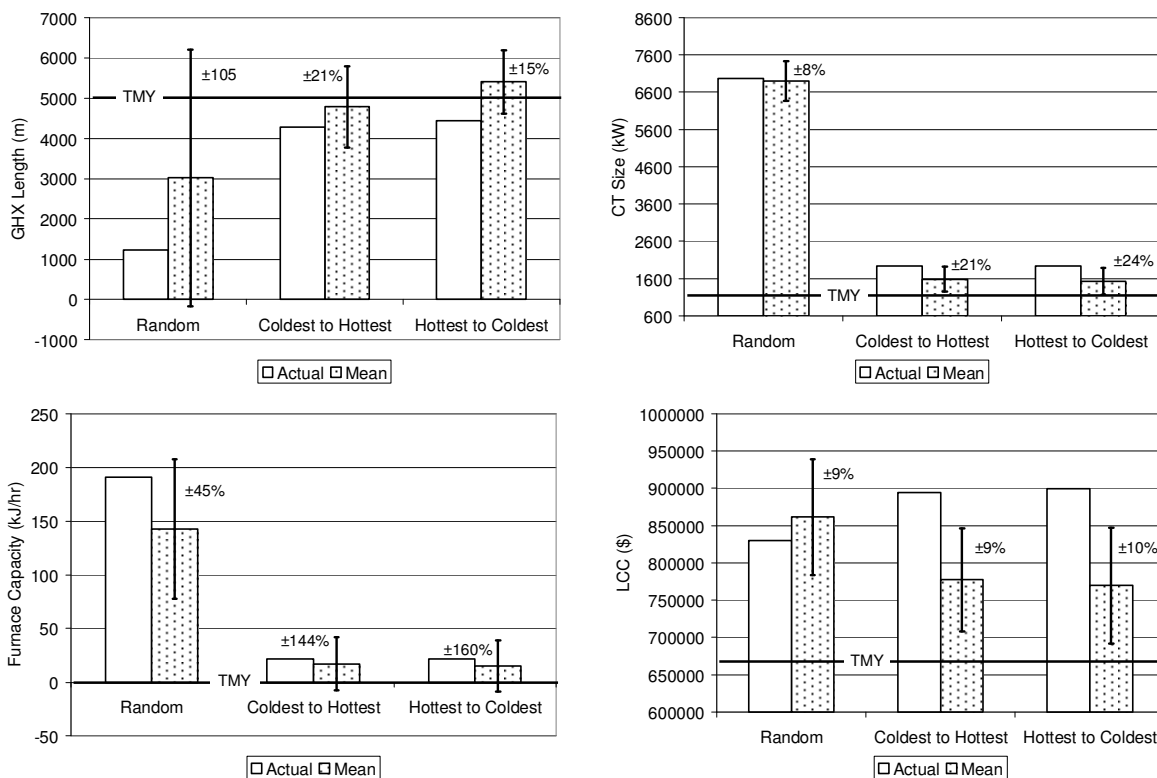 GHX Length (m)
7000
6000
5000
4000
3000
2000
1000
0
-1000
TMY
±105
±21%
±15%
Random
Coldest to Hottest
Hottest to Coldest
Actual
Mean
CT Size (kW)
8600
7600
6600
5600
4600
3600
2600
1600
600
±8%
±21%
±24%
TMY
Random
Coldest to Hottest
Hottest to Coldest
Actual
Mean
Furnace Capacity (kJ/hr)
250
200
150
100
50
0
-50
±45%
±144%
±160%
TMY
Random
Coldest to Hottest
Hottest to Coldest
Actual
Mean
LCC ($)
1000000
950000
900000
850000
800000
750000
700000
650000
600000
±9%
±9%
±10%
TMY
Random
Coldest to Hottest
Hottest to Coldest
Actual
Mean